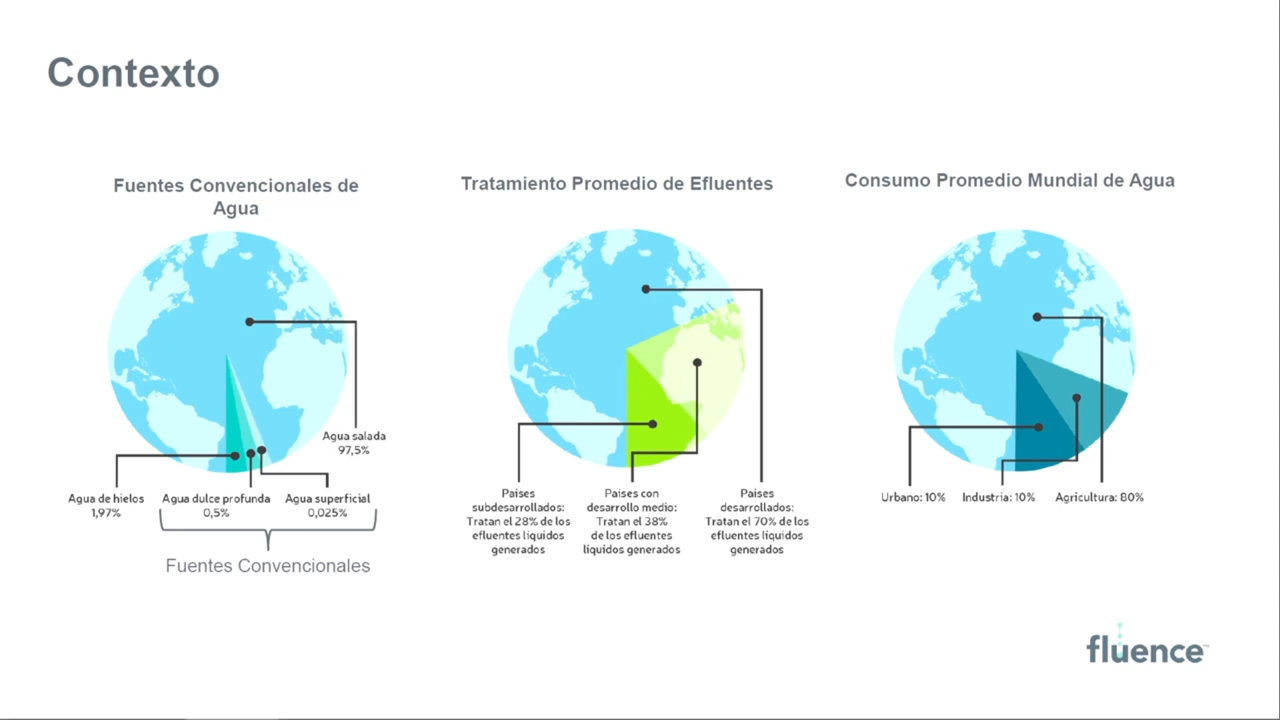 Contexto
Fuentes Convencionales de
Agua
Agua salada
97,5%
Agua de hielos
1,97%
Agua dulce profunda
0,5%
Agua superficial
0,025%
Fuentes Convencionales
Tratamiento Promedio de Efluentes
Paises
subdesarrollados:
Tratan el 28% de los
efluentes líquidos
generados
Paises con
desarrollo medio:
Tratan el 38%
de los efluentes
líquidos generados
Paises
desarrollados:
Tratan el 70% de los
efluentes líquidos
generados
Consumo Promedio Mundial de Agua
Urbano: 10%
Industria: 10%
Agricultura: 80%
fluence